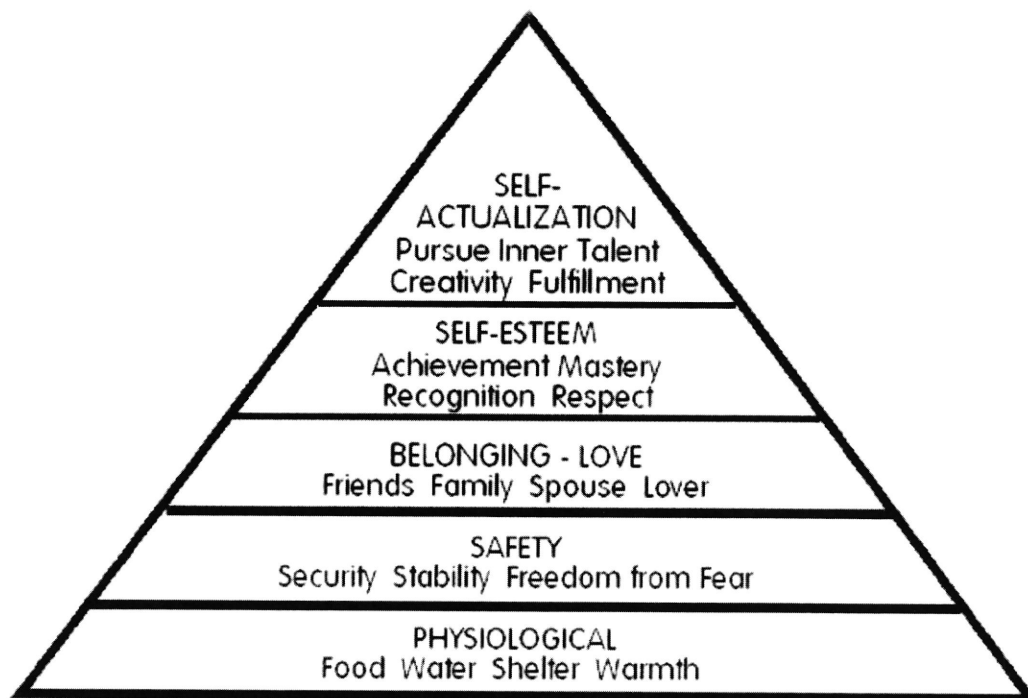 SELF-
ACTUALIZATION
Pursue Inner Talent
Creativity Fulfillment
SELF-ESTEEM
Achievement Mastery
Recognition Respect
BELONGING - LOVE
Friends Family Spouse Lover
SAFETY
Security Stability Freedom from Fear
PHYSIOLOGICAL
Food Water Shelter Warmth